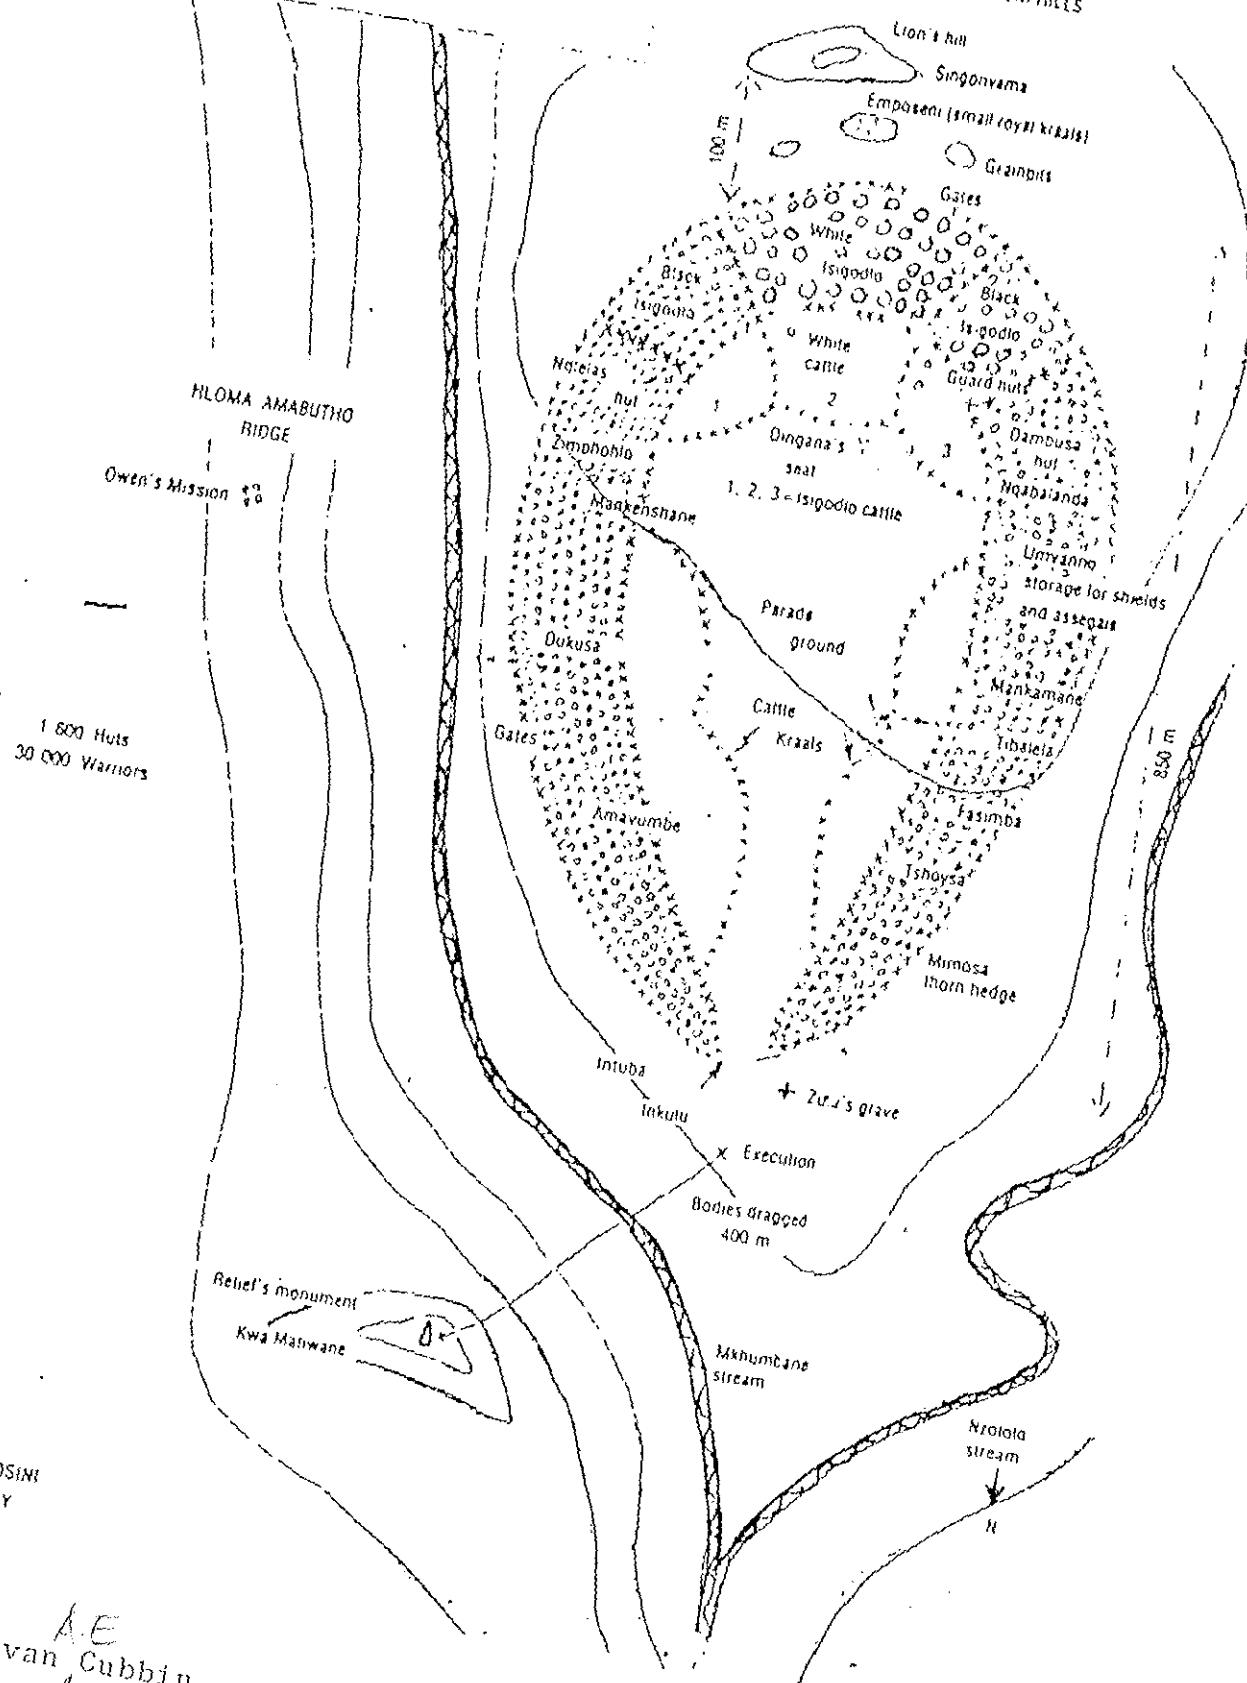 Lion's hill
Singonyama
Emposeni (small royal kraals)
100 m
Grainpits
Gates
White
Isigodlo
Black
Isigodlo
Black
Isigodlo
White
cattle
2
1
3
Nqielas
hut
Guard huts
HLOMA AMABUTHO
RIDGE
Owen's Mission
Zimpohlo
Dingana's
seat
1, 2, 3 = Isigodlo cattle
Dambusa
hut
Nqabalanda
Mankenshane
Umyanno
storage for shields
and assegais
Parade
ground
Dukusa
Mankamane
Cattle
Kraals
Tibalela
Gates
1 600 Huts
30 000 Warriors
850 m
Amavumbe
Fasimba
Tshoysa
Mimosa
thorn hedge
Intuba
Inkulu
Zulu's grave
Execution
Bodies dragged
400 m
Retief's monument
Kwa Matiwane
Mkhumbane
stream
Nzololo
stream
N
A.E
van Cubbin